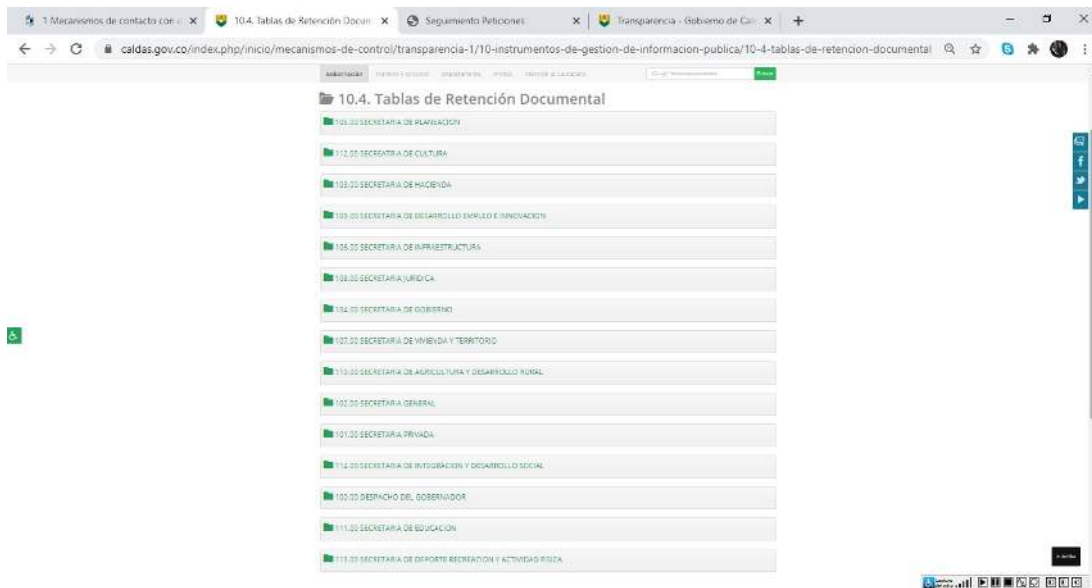 1 Mecanismos de contacto con
10.4. Tablas de Retención Docum
Seguimiento Peticiones
Transparencia - Gobierno de Cal
caldas.gov.co/index.php/inicio/mecanismos-de-control/transparencia-1/10-instrumentos-de-gestion-de-informacion-publica/10-4-tablas-de-retencion-documental
10.4. Tablas de Retención Documental
105.00 SECRETARIA DE PLANEACION
112.00 SECREATRIA DE CULTURA
103.00 SECRETARIA DE HACIENDA
SECRETARIA DE DESARROLLO EMPLEO E INNOVACION
106.00 SECRETARIA DE INFRAESTRUCTURA
108.00 SECRETARIA JURIDICA
104.00 SECRETARIA DE GOBIERNO
107.00 SECRETARIA DE VIVIENDA Y TERRITORIO
110.00 SECRETARIA DE AGRICULTURA Y DESARROLLO RURAL
102.00 SECRETARIA GENERAL
101.00 SECRETARIA PRIVADA
114.00 SECRETARIA DE INTEGRACION Y DESARROLLO SOCIAL
100.00 DESPACHO DEL GOBERNADOR
111.00 SECRETARIA DE EDUCACION
SECRETARIA DE DEPORTE RECREACION Y ACTIVIDAD FISICA